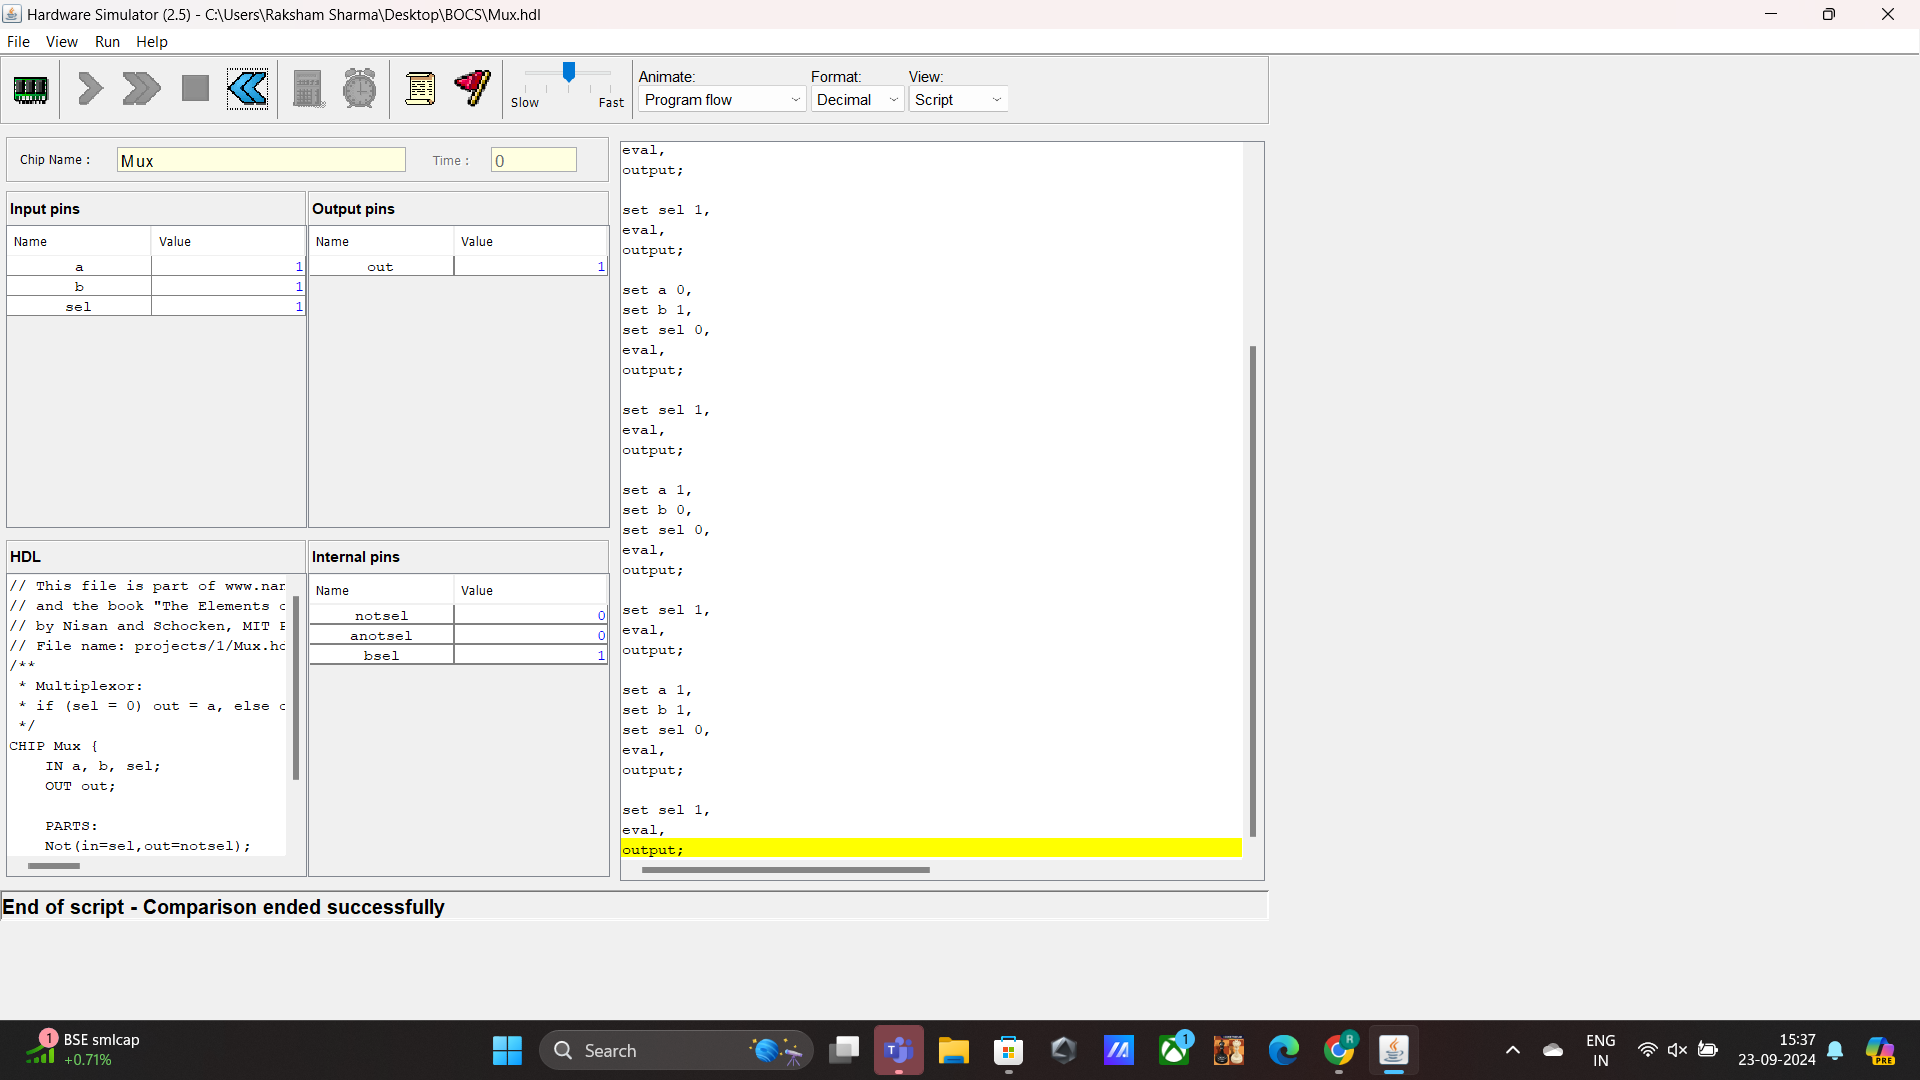 Hardware Simulator (2.5) - C:\Users\Raksham Sharma\Desktop\BOCS\Mux.hdl
File View Run Help
Slow Fast
Animate:
Program flow
Format:
Decimal
View:
Script
Chip Name :
Mux
Time :
0
Input pins
Name Value
a 1
b 1
sel 1
Output pins
Name Value
out 1
HDL
// This file is part of www.nan
// and the book "The Elements
// by Nisan and Schocken, MIT
// File name: projects/1/Mux.hd
/**
* Multiplexor:
* if (sel = 0) out = a, else
*/
CHIP Mux {
IN a, b, sel;
OUT out;
PARTS:
Not(in=sel,out=notsel);
Internal pins
Name Value
notsel 0
anotsel 0
bsel 1
eval,
output;
set sel 1,
eval,
output;
set a 0,
set b 1,
set sel 0,
eval,
output;
set sel 1,
eval,
output;
set a 1,
set b 0,
set sel 0,
eval,
output;
set sel 1,
eval,
output;
set a 1,
set b 1,
set sel 0,
eval,
output;
set sel 1,
eval,
output;
End of script - Comparison ended successfully
1
BSE smlcap
+0.71%
Search
1
R
ENG
IN
15:37
23-09-2024
PRE